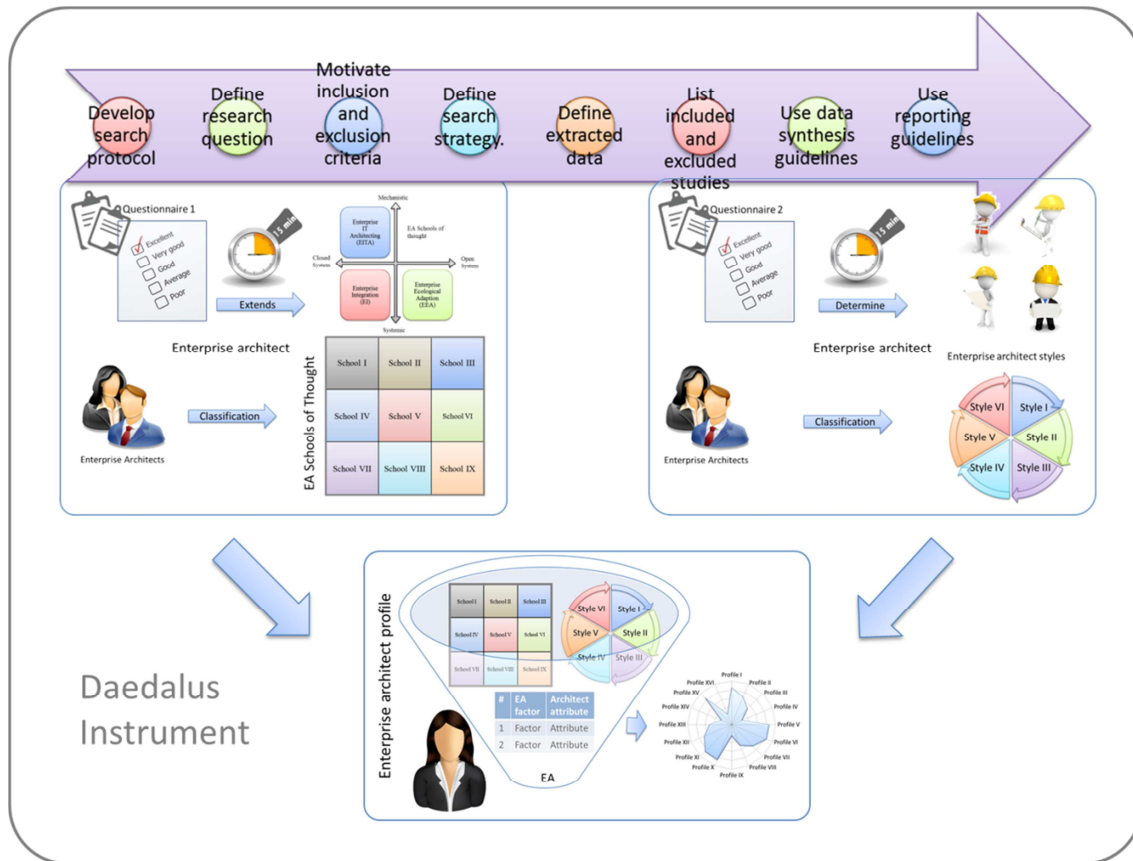 Develop
search
protocol
Define
research
question
Motivate
inclusion
and
exclusion
criteria
Define
search
strategy.
Define
extracted
data
List
included
and
excluded
studies
Use data
synthesis
guidelines
Use
reporting
guidelines
Questionnaire 1
Excellent
Very good
Good
Average
Poor
15 min
Extends
Mechanistic
Enterprise
IT
Architecting
(EITA)
EA Schools of
thought
Closed
System
Open
System
Enterprise
Integration
(EI)
Enterprise
Ecological
Adaption
(EEA)
Systemic
Enterprise architect
Classification
Enterprise Architects
EA Schools of Thought
School I
School II
School III
School IV
School V
School VI
School VII
School VIII
School IX
Questionnaire 2
Excellent
Very good
Good
Average
Poor
15 min
Determine
Enterprise architect
Enterprise architect styles
Classification
Enterprise Architects
Style VI
Style I
Style V
Style II
Style IV
Style III
Daedalus
Instrument
Enterprise architect profile
School I
School II
School III
School IV
School V
School VI
School VII
School VIII
School IX
Style VI
Style I
Style V
Style II
Style IV
Style III
# EA factor Architect attribute
1 Factor Attribute
2 Factor Attribute
EA
Profile I
Profile II
Profile III
Profile IV
Profile V
Profile VI
Profile VII
Profile VIII
Profile IX
Profile X
Profile XI
Profile XII
Profile XIII
Profile XIV
Profile XV
Profile XVI